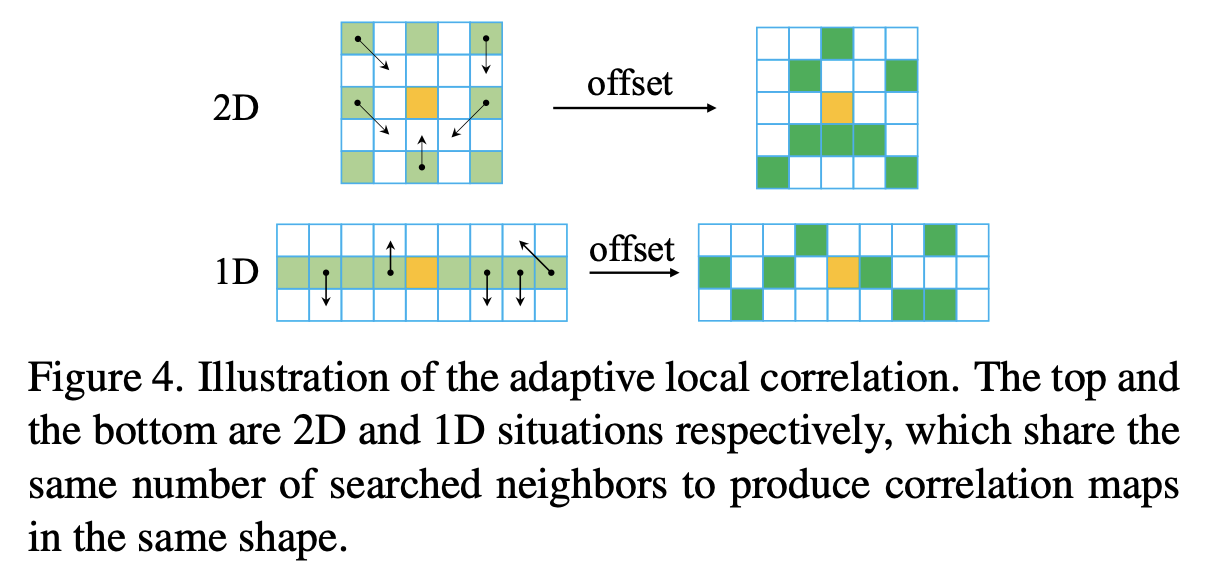 2D
offset
1D
offset
Figure 4. Illustration of the adaptive local correlation. The top and
the bottom are 2D and 1D situations respectively, which share the
same number of searched neighbors to produce correlation maps
in the same shape.